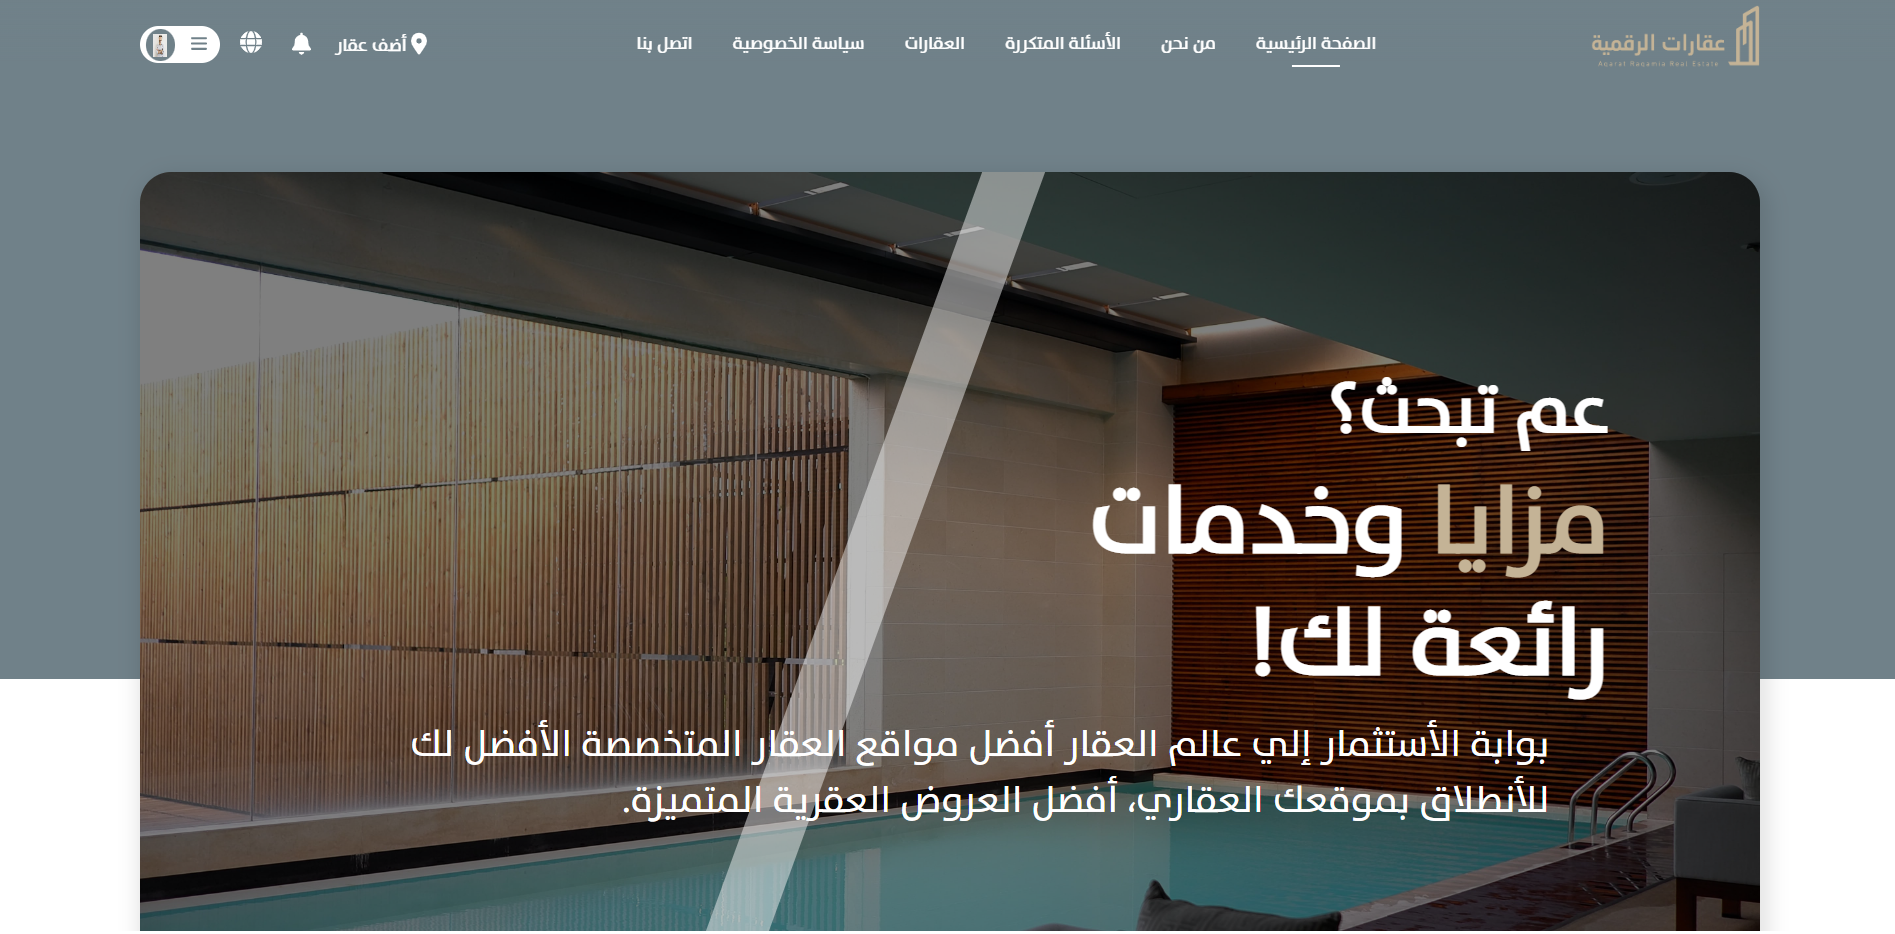 عقارات الرقمية
Aqarat Raqamia Real Estate
الصفحة الرئيسية
من نحن
الأسئلة المتكررة
العقارات
سياسة الخصوصية
اتصل بنا
أضف عقار
عم تبحث؟
مزايا وخدمات
رائعة لك!
بوابة الأستثمار إلي عالم العقار أفضل مواقع العقار المتخصصة الأفضل لك
للأنطلاق بموقعك العقاري، أفضل العروض العقرية المتميزة.